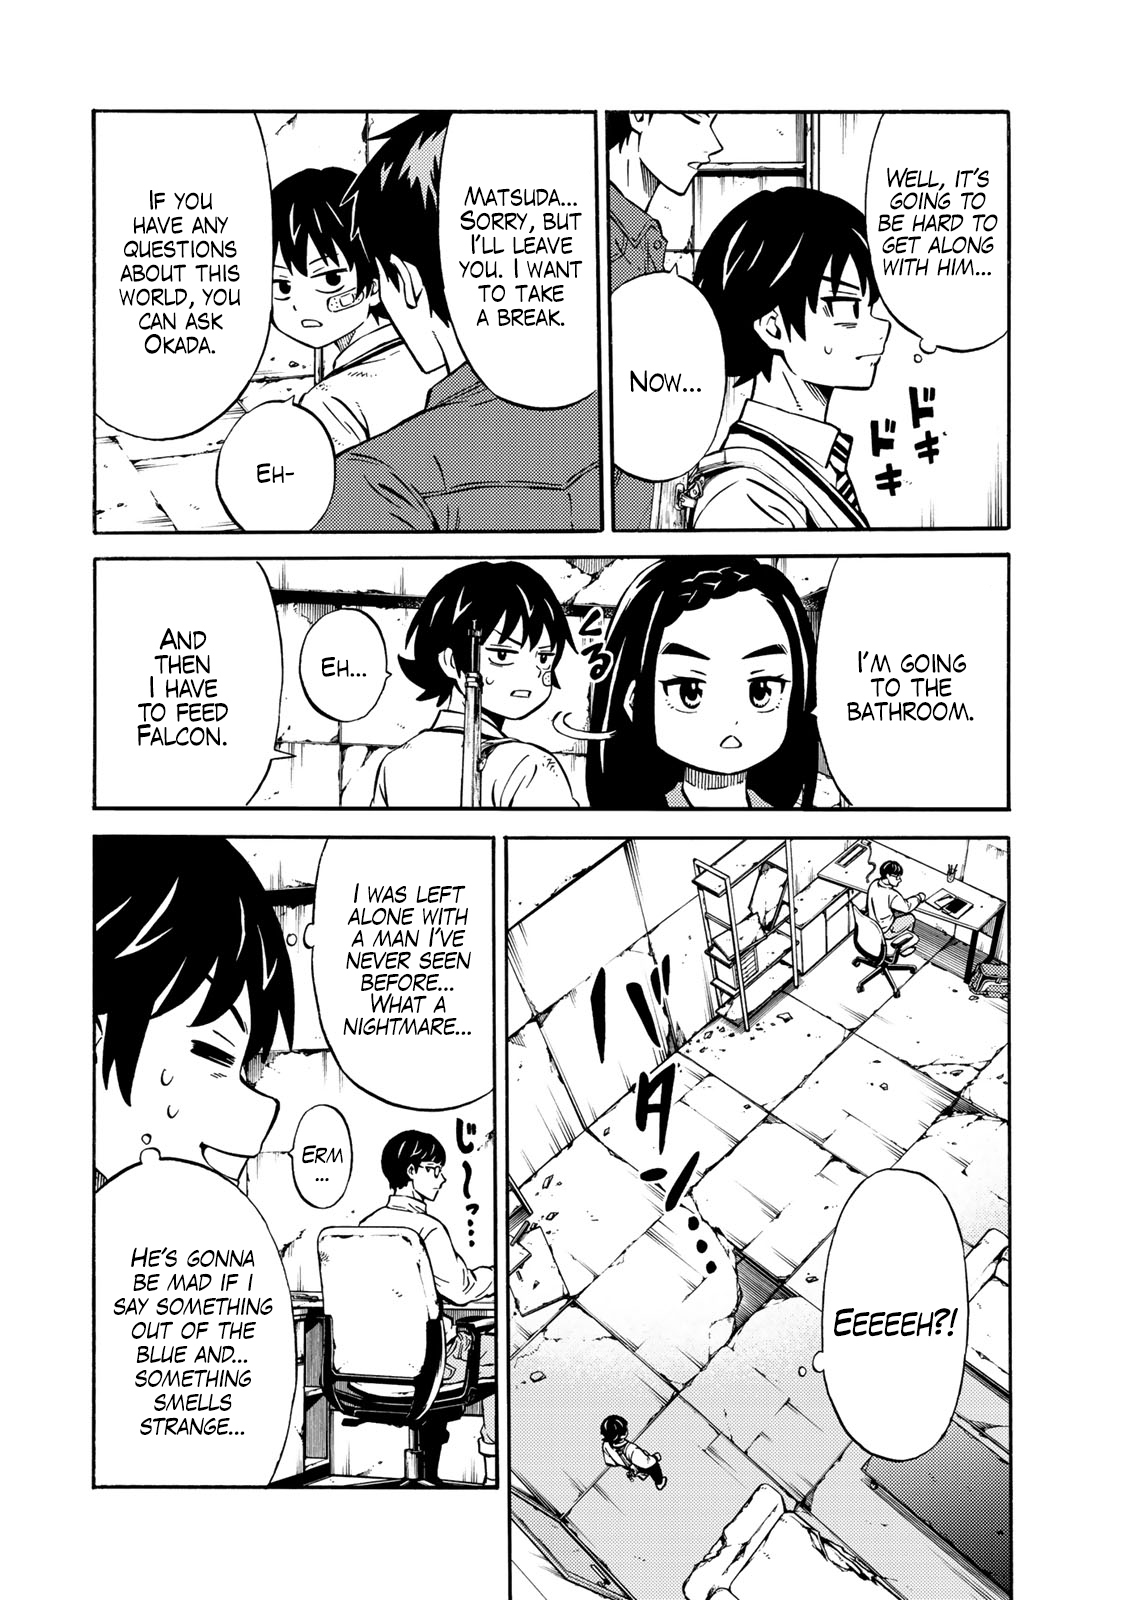 WELL, IT'S
GOING TO
BE HARD TO
GET ALONG
WITH HIM...
NOW...
ドキ
ドキ
MATSUDA...
SORRY, BUT
I'LL LEAVE
YOU. I WANT
TO TAKE
A BREAK.
IF YOU
HAVE ANY
QUESTIONS
ABOUT THIS
WORLD, YOU
CAN ASK
OKADA.
EH-
I'M GOING
TO THE
BATHROOM.
くるっ
EH...
AND
THEN
I HAVE
TO FEED
FALCON.
バタン...
EEEEEH?!
I WAS LEFT
ALONE WITH
A MAN I'VE
NEVER SEEN
BEFORE...
WHAT A
NIGHTMARE...
じ〜っ...
ERM
...
HE'S GONNA
BE MAD IF I
SAY SOMETHING
OUT OF THE
BLUE AND...
SOMETHING
SMELLS
STRANGE...